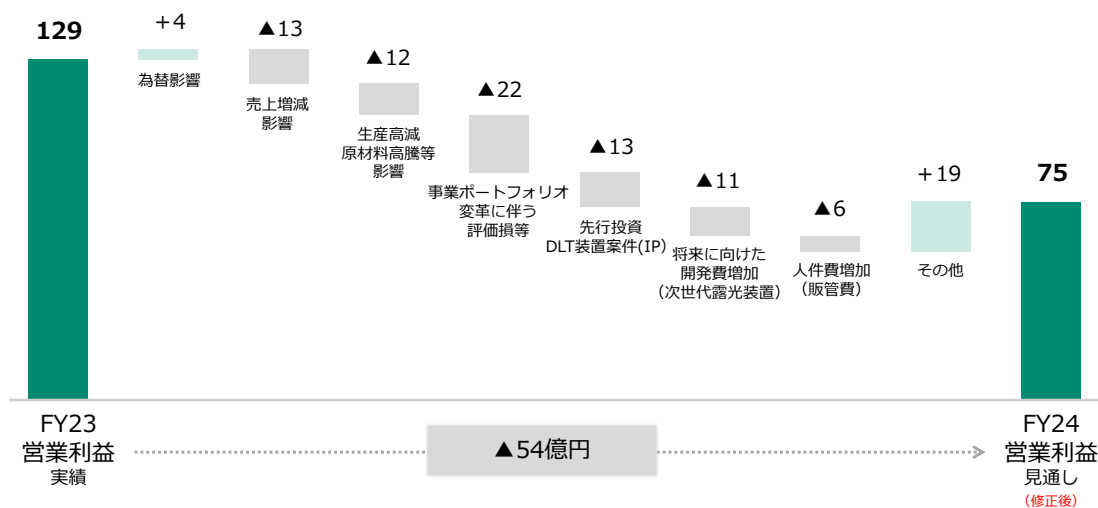 129
＋4
為替影響
▲13
売上増減
影響
▲12
生産高減
原材料高騰等
影響
▲22
事業ポートフォリオ
変革に伴う
評価損等
▲13
先行投資
DLT装置案件(IP)
▲11
将来に向けた
開発費増加
（次世代露光装置）
▲6
人件費増加
（販管費）
＋19
その他
75
FY23
営業利益
実績
▲54億円
FY24
営業利益
見通し
（修正後）